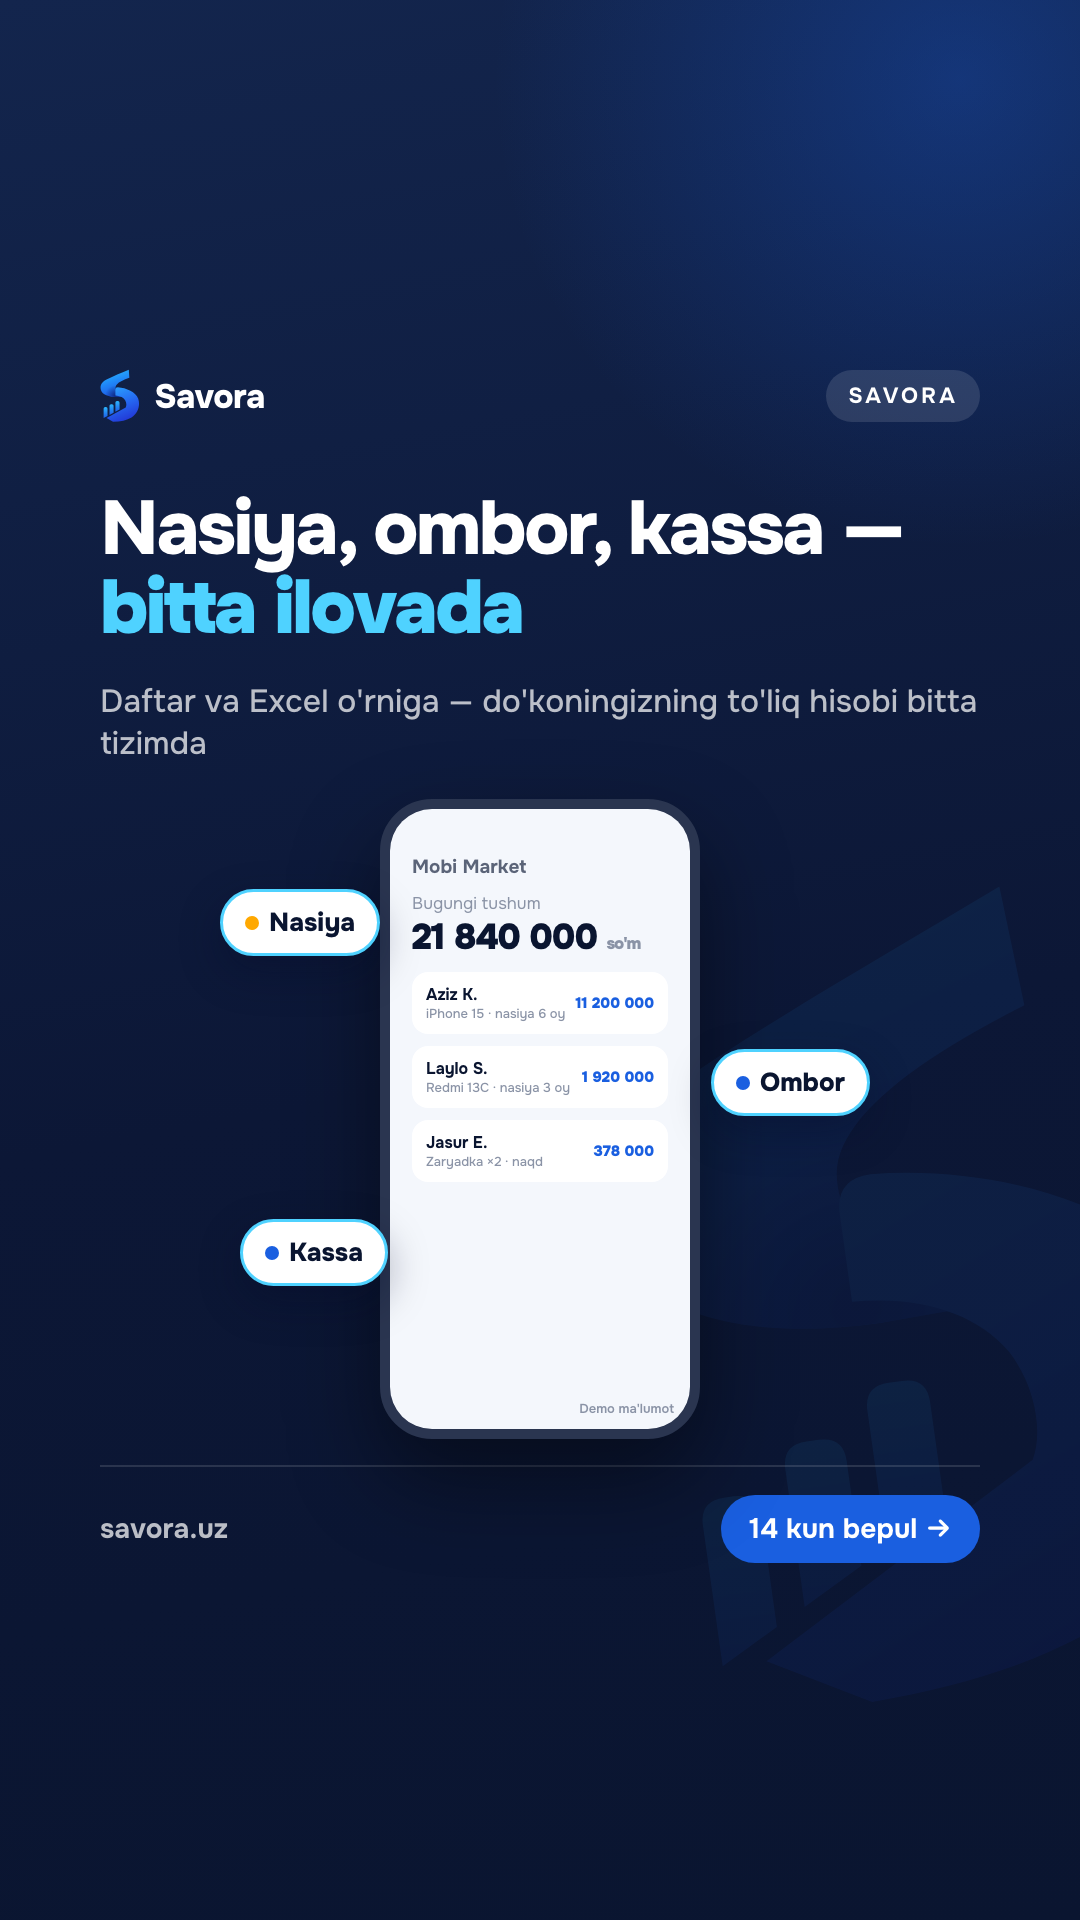 Savora
SAVORA
Nasiya, ombor, kassa —
bitta ilovada
Daftar va Excel o'rniga — do'koningizning to'liq hisobi bitta
tizimda
Mobi Market
Bugungi tushum
21 840 000 so'm
Nasiya
Aziz K.
iPhone 15 · nasiya 6 oy
11 200 000
Laylo S.
Redmi 13C · nasiya 3 oy
1 920 000
Ombor
Jasur E.
Zaryadka ×2 · naqd
378 000
Kassa
Demo ma'lumot
savora.uz
14 kun bepul →